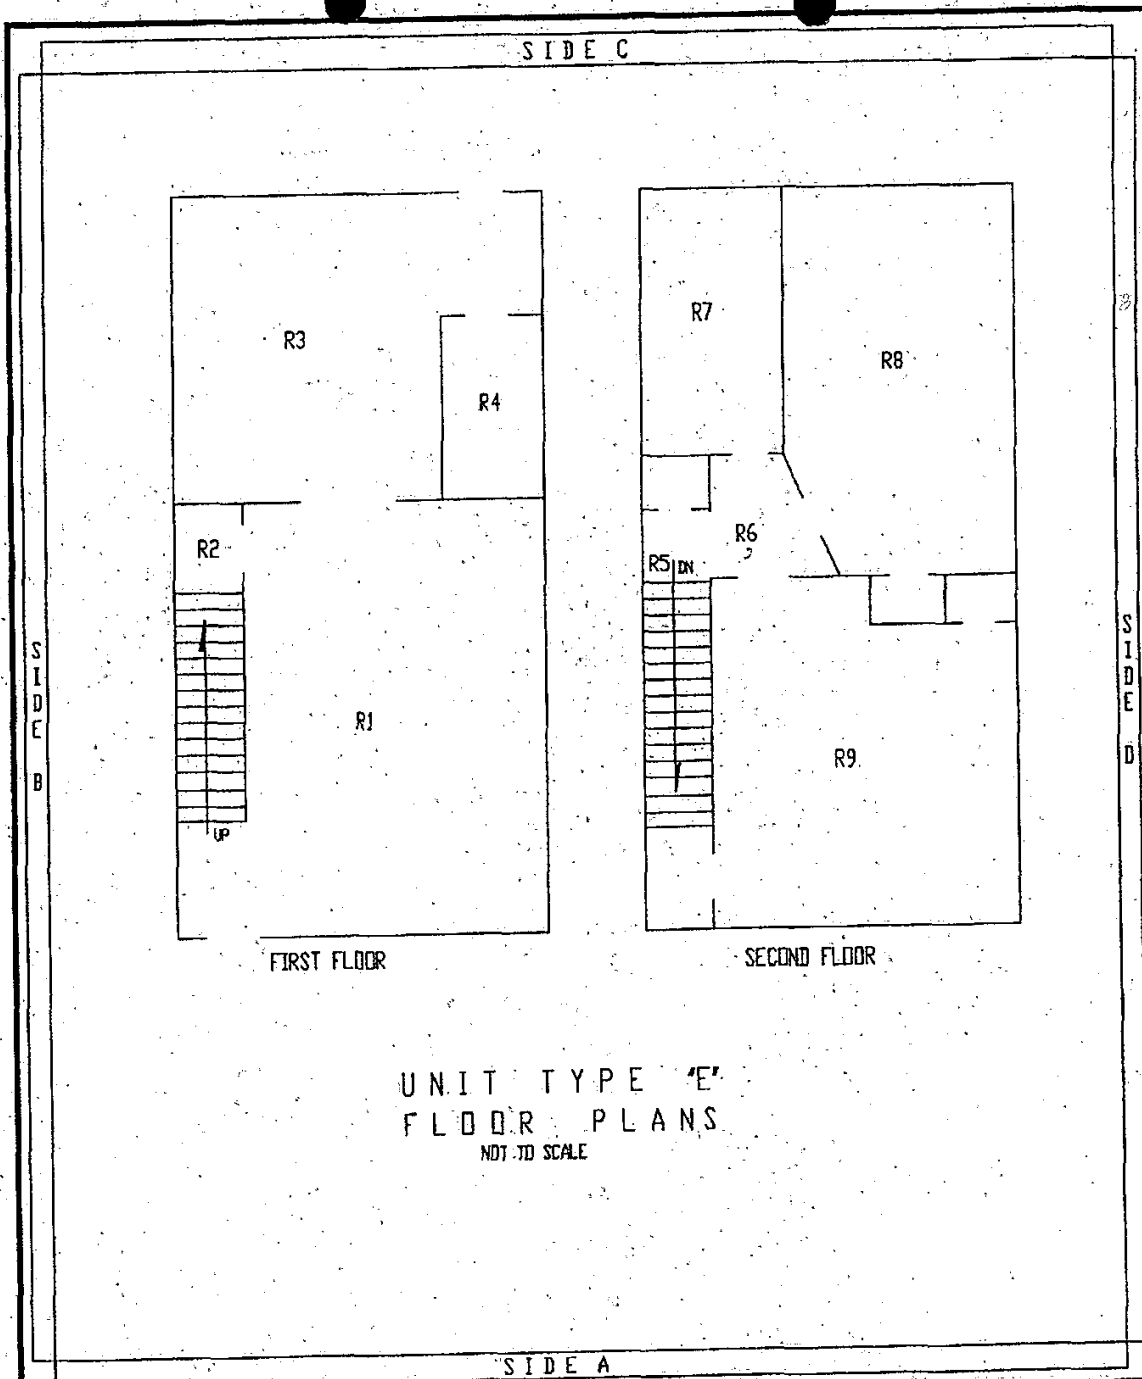 SIDE C
R7
R3
R8
R4
R6
R2
R5 DN
SIDE B
SIDE D
R1
R9
UP
FIRST FLOOR
SECOND FLOOR
UNIT TYPE "E"
FLOOR PLANS
NOT TO SCALE
SIDE A